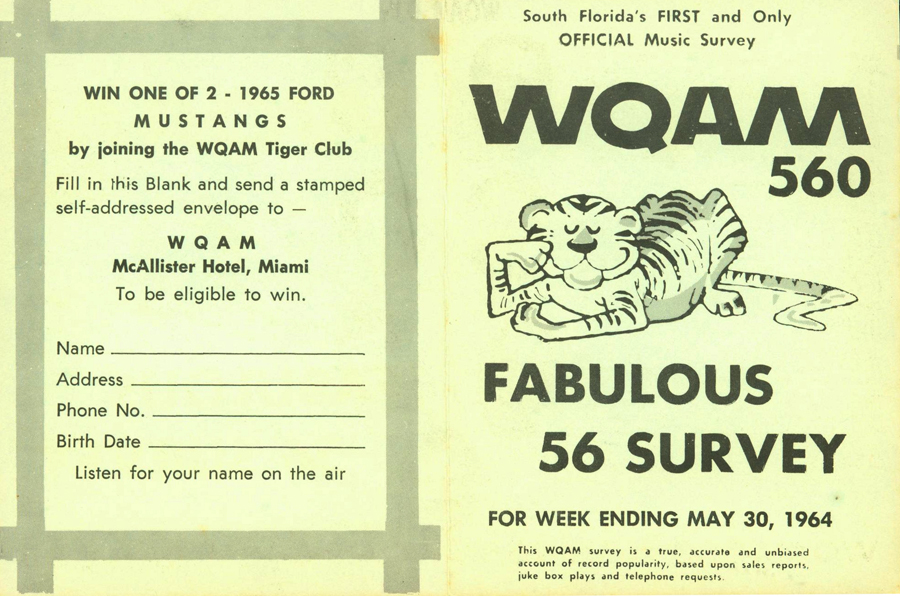 WIN ONE OF 2 - 1965 FORD
MUSTANGS
by joining the WQAM Tiger Club
Fill in this Blank and send a stamped
self-addressed envelope to —
WQAM
McAllister Hotel, Miami
To be eligible to win.
Name
Address
Phone No.
Birth Date
Listen for your name on the air
South Florida's FIRST and Only
OFFICIAL Music Survey
WQAM
560
FABULOUS
56 SURVEY
FOR WEEK ENDING MAY 30, 1964
This WQAM survey is a true, accurate and unbiased
account of record popularity, based upon sales reports,
juke box plays and telephone requests.